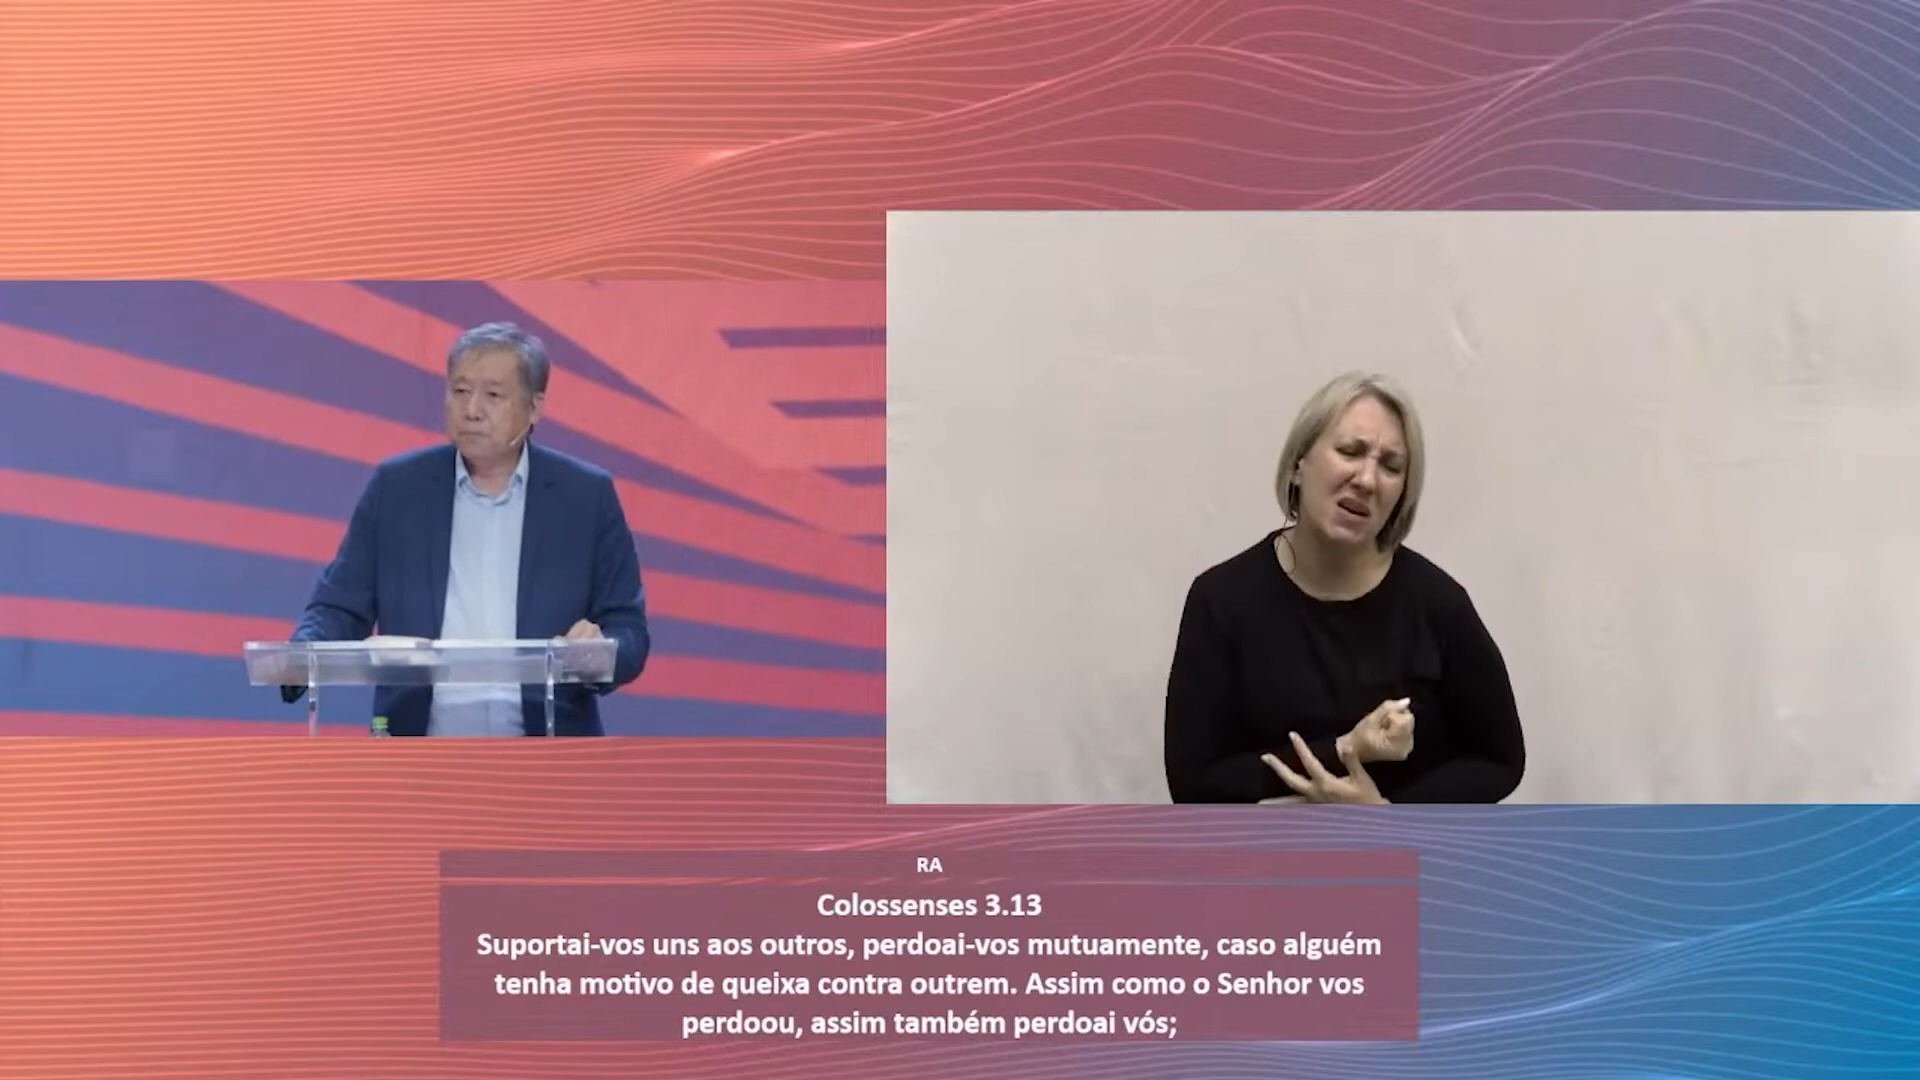 RA
Colossenses 3.13
Suportai-vos uns aos outros, perdoai-vos mutuamente, caso alguém
tenha motivo de queixa contra outrem. Assim como o Senhor vos
perdoou, assim também perdoai vós;